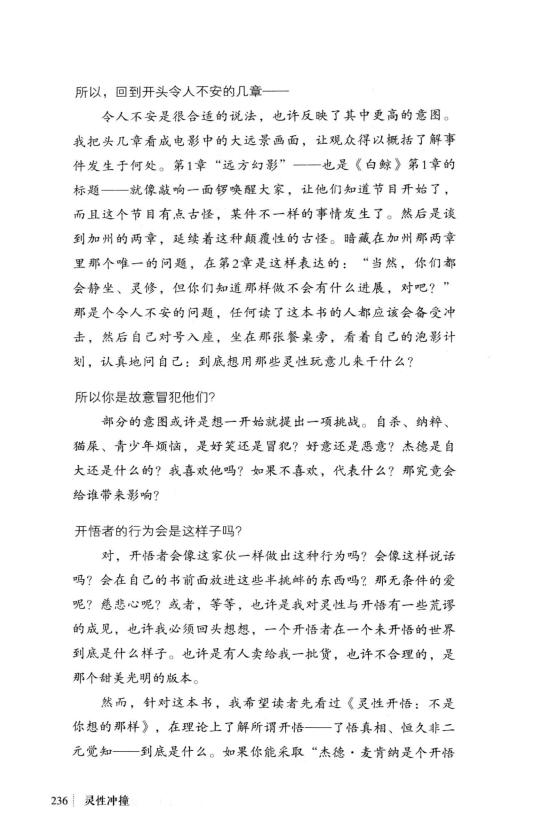 所以，回到开头令人不安的几章——
令人不安是很合适的说法，也许反映了其中更高的意图。
我把头几章看成电影中的大远景画面，让观众得以概括了解事
件发生于何处。第1章“远方幻影”——也是《白鲸》第1章的
标题——就像敲响一面锣唤醒大家，让他们知道节目开始了，
而且这个节目有点古怪，某件不一样的事情发生了。然后是谈
到加州的两章，延续着这种颠覆性的古怪。暗藏在加州那两章
里那个唯一的问题，在第2章是这样表达的：“当然，你们都
会静坐、灵修，但你们知道那样做不会有什么进展，对吧？”
那是个令人不安的问题，任何读了这本书的人都应该会备受冲
击，然后自己对号入座，坐在那张餐桌旁，看着自己的泡影计
划，认真地问自己：到底想用那些灵性玩意儿来干什么？
所以你是故意冒犯他们？
部分的意图或许是想一开始就提出一项挑战。自杀、纳粹、
猫屎、青少年烦恼，是好笑还是冒犯？好意还是恶意？杰德是自
大还是什么的？我喜欢他吗？如果不喜欢，代表什么？那究竟会
给谁带来影响？
开悟者的行为会是这样子吗？
对，开悟者会像这家伙一样做出这种行为吗？会像这样说话
吗？会在自己的书前面放进这些半挑衅的东西吗？那无条件的爱
呢？慈悲心呢？或者，等等，也许是我对灵性与开悟有一些荒谬
的成见，也许我必须回头想想，一个开悟者在一个未开悟的世界
到底是什么样子。也许是有人卖给我一批货，也许不合理的，是
那个甜美光明的版本。
然而，针对这本书，我希望读者先看过《灵性开悟：不是
你想的那样》，在理论上了解所谓开悟——了悟真相、恒久非二
元觉知——到底是什么。如果你能采取“杰德·麦肯纳是个开悟
236 灵性冲撞